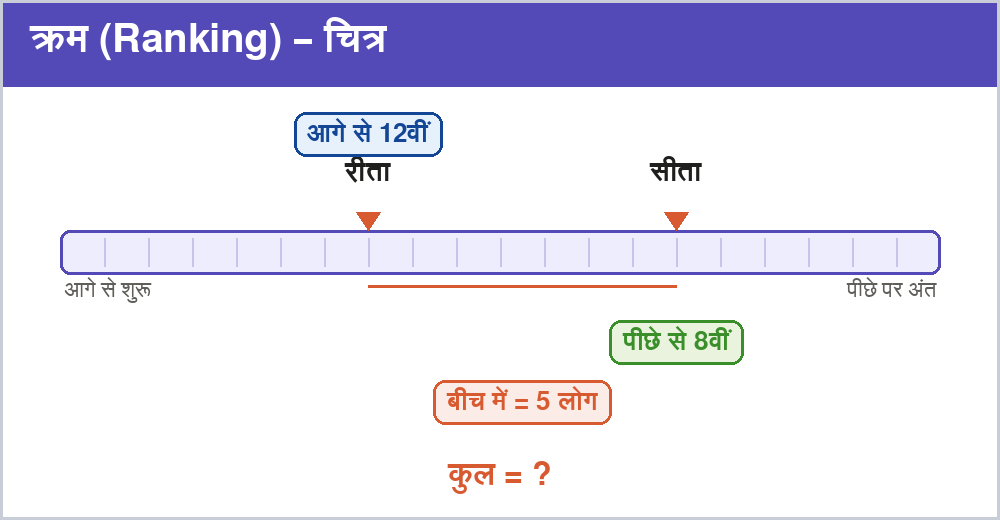 क्रम (Ranking) – चित्र
आगे से 12वीं
रीता
सीता
आगे से शुरू
पीछे पर अंत
पीछे से 8वीं
बीच में = 5 लोग
कुल = ?